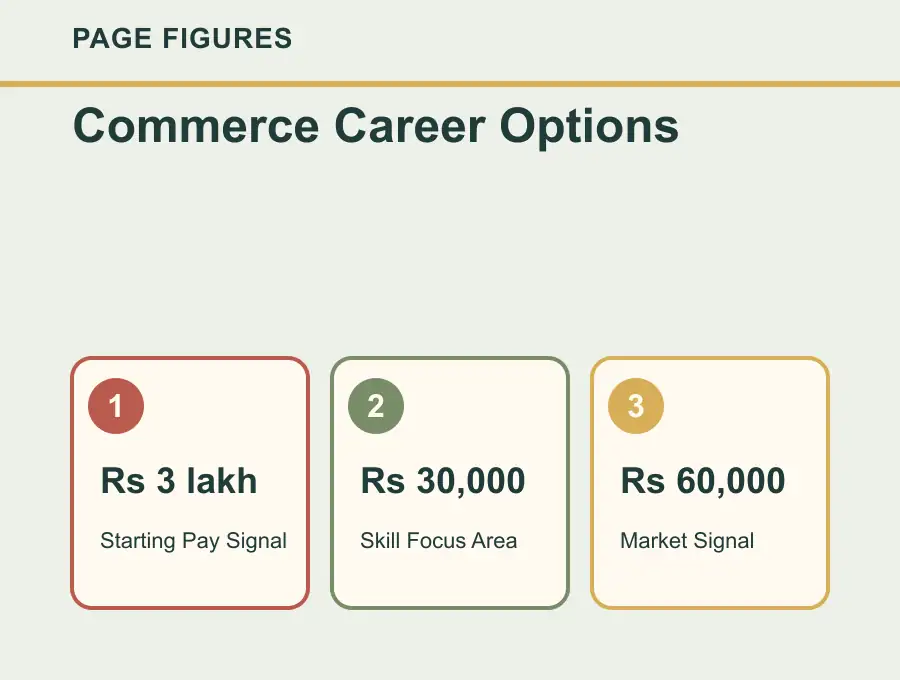 PAGE FIGURES
Commerce Career Options
1
Rs 3 lakh
Starting Pay Signal
2
Rs 30,000
Skill Focus Area
3
Rs 60,000
Market Signal